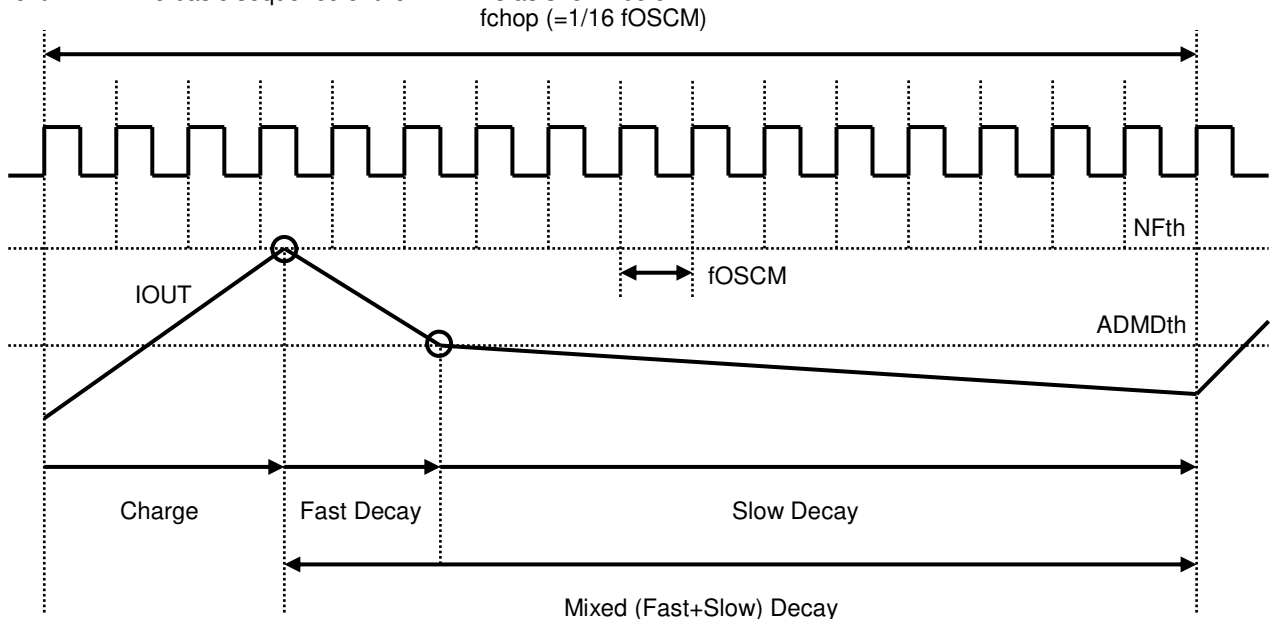 fchop (=1/16 fOSCM)
NFth
fOSCM
IOUT
ADMDth
Charge
Fast Decay
Slow Decay
Mixed (Fast+Slow) Decay